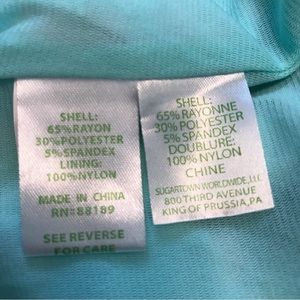 SHELL:
65%RAYON
30%POLYESTER
5%SPANDEX
LINING:
100%NYLON
MADE IN CHINA
RN#88189
SEE REVERSE
FOR CARE
SHELL:
65%RAYONNE
30%POLYESTER
5%SPANDEX
DOUBLURE:
100%NYLON
CHINE
SUGARTOWN WORLDWIDE, LLC
800 THIRD AVENUE
KING OF PRUSSIA,PA